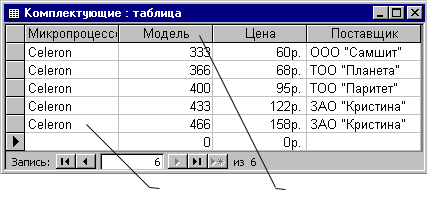 Комплектующие : таблица
Микропроцессо Модель Цена Поставщик
Celeron 333 60р. ООО "Самшит"
Celeron 366 68р. ТОО "Планета"
Celeron 400 95р. ТОО "Паритет"
Celeron 433 122р. ЗАО "Кристина"
Celeron 466 158р. ЗАО "Кристина"
0 0р.
Запись: 6 из 6